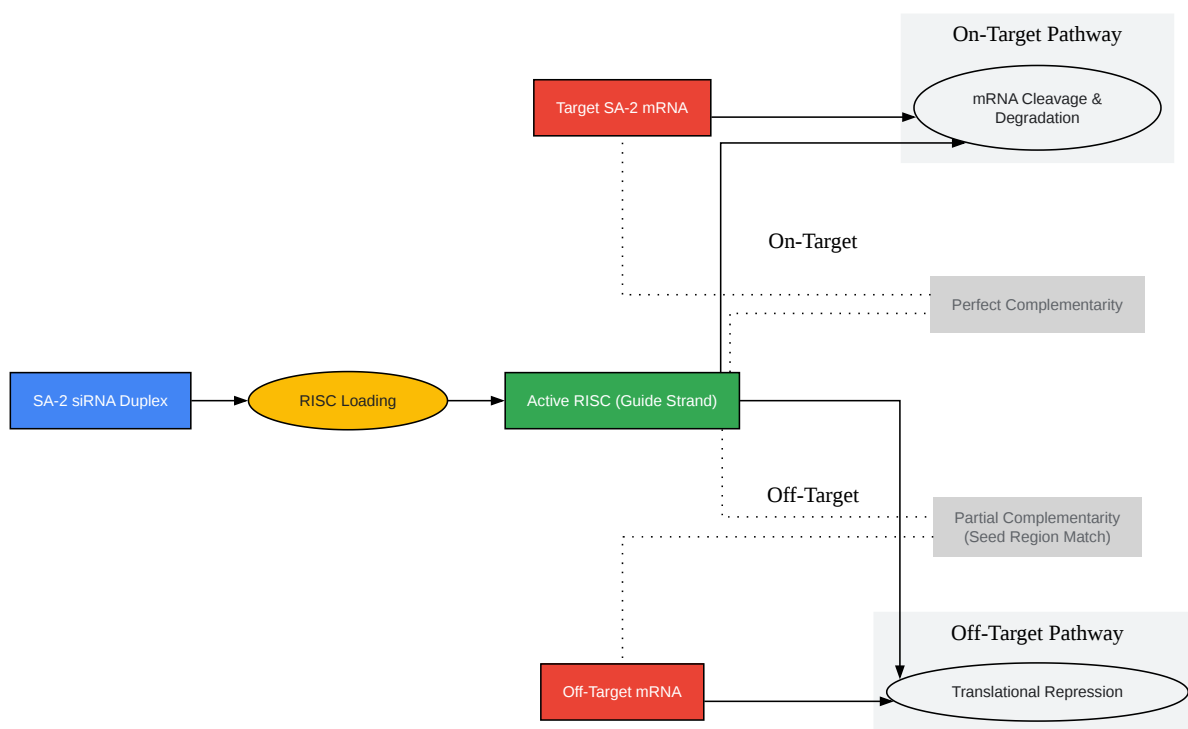 On-Target Pathway
Target SA-2 mRNA
mRNA Cleavage &
Degradation
On-Target
Perfect Complementarity
SA-2 siRNA Duplex
RISC Loading
Active RISC (Guide Strand)
Off-Target
Partial Complementarity
(Seed Region Match)
Off-Target Pathway
Off-Target mRNA
Translational Repression